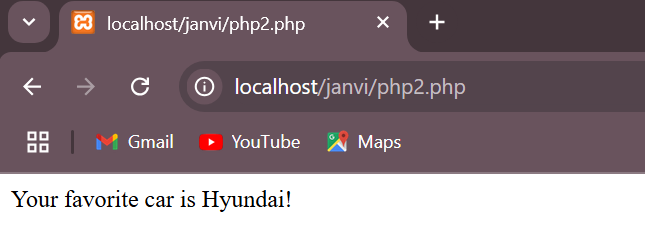 localhost/janvi/php2.php
localhost/janvi/php2.php
Gmail YouTube Maps
Your favorite car is Hyundai!